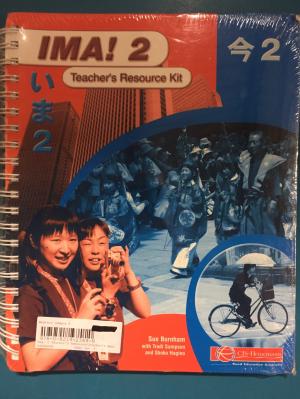 IMA! 2
今2
Teacher's Resource Kit
いま2
Sue Burnham
with Trudi Sampson
and Shoko Hagino
CIS•Heinemann